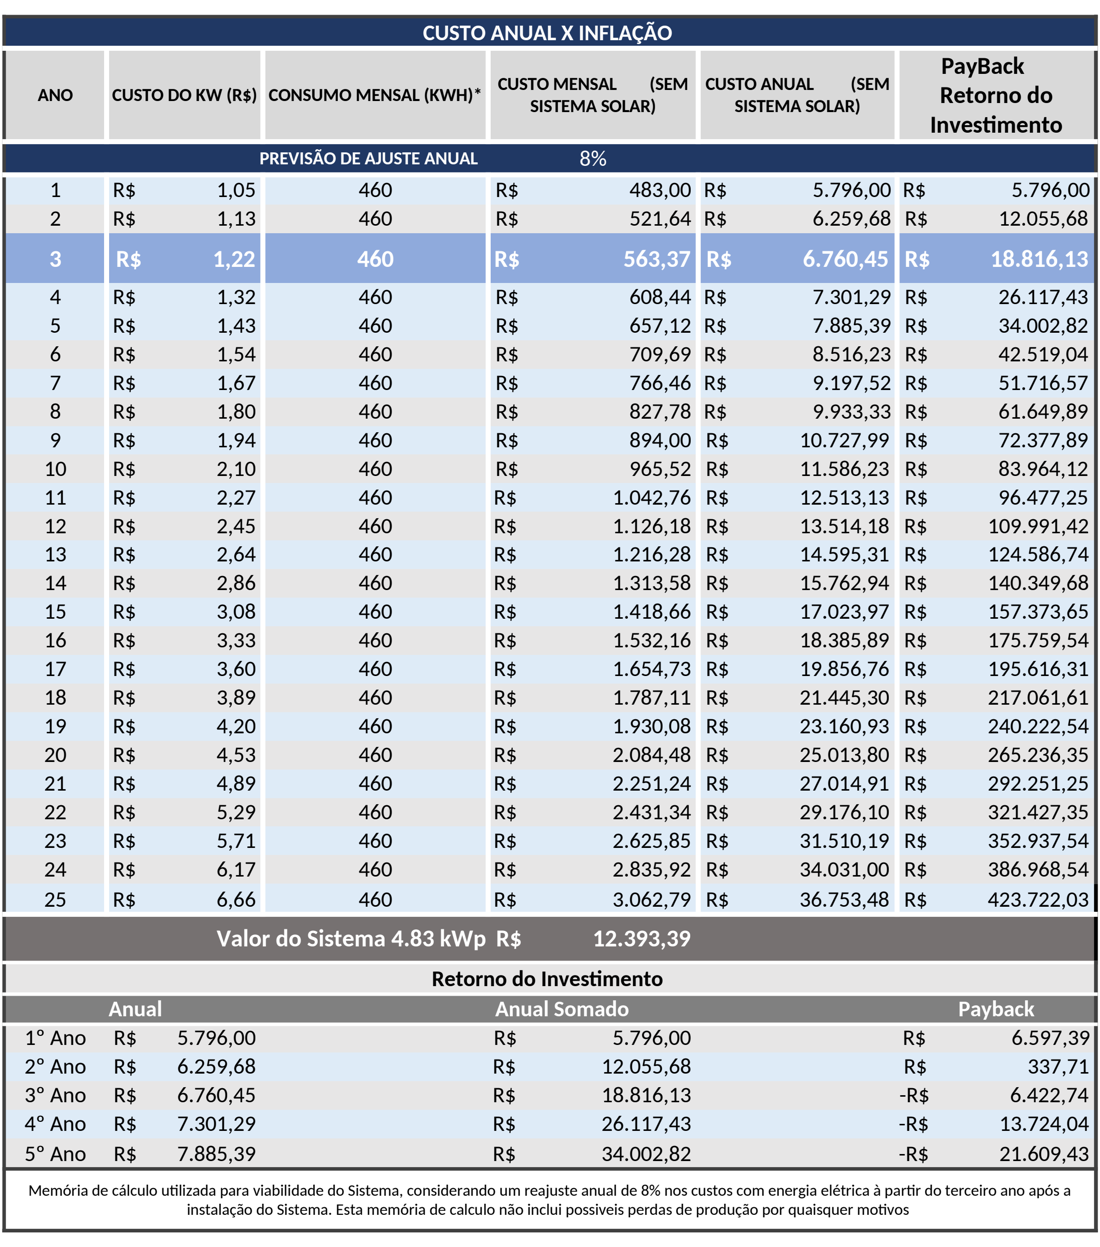 CUSTO ANUAL X INFLAÇÃO
ANO CUSTO DO KW (R$) CONSUMO MENSAL (KWH)* CUSTO MENSAL (SEM SISTEMA SOLAR) CUSTO ANUAL (SEM SISTEMA SOLAR) PayBack Retorno do Investimento
PREVISÃO DE AJUSTE ANUAL 8%
1 R$ 1,05 460 R$ 483,00 R$ 5.796,00 R$ 5.796,00
2 R$ 1,13 460 R$ 521,64 R$ 6.259,68 R$ 12.055,68
3 R$ 1,22 460 R$ 563,37 R$ 6.760,45 R$ 18.816,13
4 R$ 1,32 460 R$ 608,44 R$ 7.301,29 R$ 26.117,43
5 R$ 1,43 460 R$ 657,12 R$ 7.885,39 R$ 34.002,82
6 R$ 1,54 460 R$ 709,69 R$ 8.516,23 R$ 42.519,04
7 R$ 1,67 460 R$ 766,46 R$ 9.197,52 R$ 51.716,57
8 R$ 1,80 460 R$ 827,78 R$ 9.933,33 R$ 61.649,89
9 R$ 1,94 460 R$ 894,00 R$ 10.727,99 R$ 72.377,89
10 R$ 2,10 460 R$ 965,52 R$ 11.586,23 R$ 83.964,12
11 R$ 2,27 460 R$ 1.042,76 R$ 12.513,13 R$ 96.477,25
12 R$ 2,45 460 R$ 1.126,18 R$ 13.514,18 R$ 109.991,42
13 R$ 2,64 460 R$ 1.216,28 R$ 14.595,31 R$ 124.586,74
14 R$ 2,86 460 R$ 1.313,58 R$ 15.762,94 R$ 140.349,68
15 R$ 3,08 460 R$ 1.418,66 R$ 17.023,97 R$ 157.373,65
16 R$ 3,33 460 R$ 1.532,16 R$ 18.385,89 R$ 175.759,54
17 R$ 3,60 460 R$ 1.654,73 R$ 19.856,76 R$ 195.616,31
18 R$ 3,89 460 R$ 1.787,11 R$ 21.445,30 R$ 217.061,61
19 R$ 4,20 460 R$ 1.930,08 R$ 23.160,93 R$ 240.222,54
20 R$ 4,53 460 R$ 2.084,48 R$ 25.013,80 R$ 265.236,35
21 R$ 4,89 460 R$ 2.251,24 R$ 27.014,91 R$ 292.251,25
22 R$ 5,29 460 R$ 2.431,34 R$ 29.176,10 R$ 321.427,35
23 R$ 5,71 460 R$ 2.625,85 R$ 31.510,19 R$ 352.937,54
24 R$ 6,17 460 R$ 2.835,92 R$ 34.031,00 R$ 386.968,54
25 R$ 6,66 460 R$ 3.062,79 R$ 36.753,48 R$ 423.722,03
Valor do Sistema 4.83 kWp R$ 12.393,39
Retorno do Investimento
Anual Anual Somado Payback
1º Ano R$ 5.796,00 R$ 5.796,00 R$ 6.597,39
2º Ano R$ 6.259,68 R$ 12.055,68 R$ 337,71
3º Ano R$ 6.760,45 R$ 18.816,13 -R$ 6.422,74
4º Ano R$ 7.301,29 R$ 26.117,43 -R$ 13.724,04
5º Ano R$ 7.885,39 R$ 34.002,82 -R$ 21.609,43
Memória de cálculo utilizada para viabilidade do Sistema, considerando um reajuste anual de 8% nos custos com energia elétrica à partir do terceiro ano após a
instalação do Sistema. Esta memória de calculo não inclui possiveis perdas de produção por quaisquer motivos